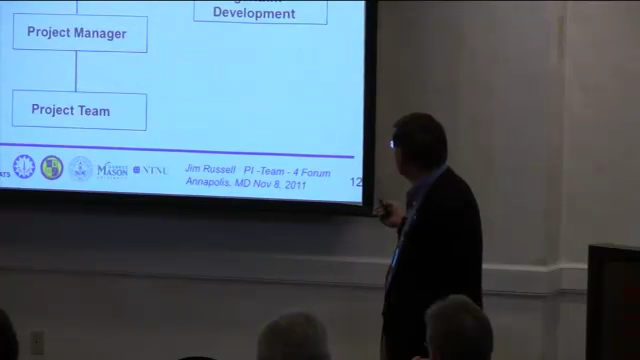 Development
Project Manager
Project Team
ATS
MASON
NTNU
Jim Russell PI -Team - 4 Forum
Annapolis, MD Nov 8, 2011
12